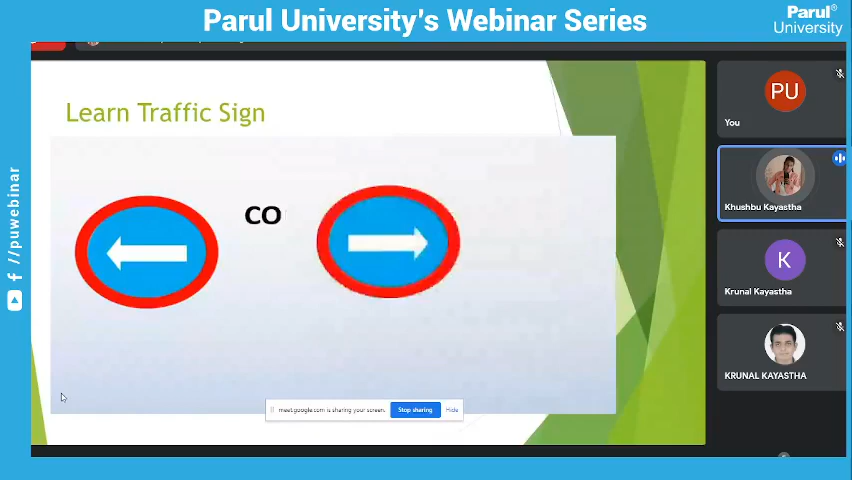 Parul University's Webinar Series
Parul®
University
Learn Traffic Sign
CO
PU
You
Khushbu Kayastha
K
Krunal Kayastha
KRUNAL KAYASTHA
meet.google.com is sharing your screen.
Stop sharing
Hide
/puwebinar